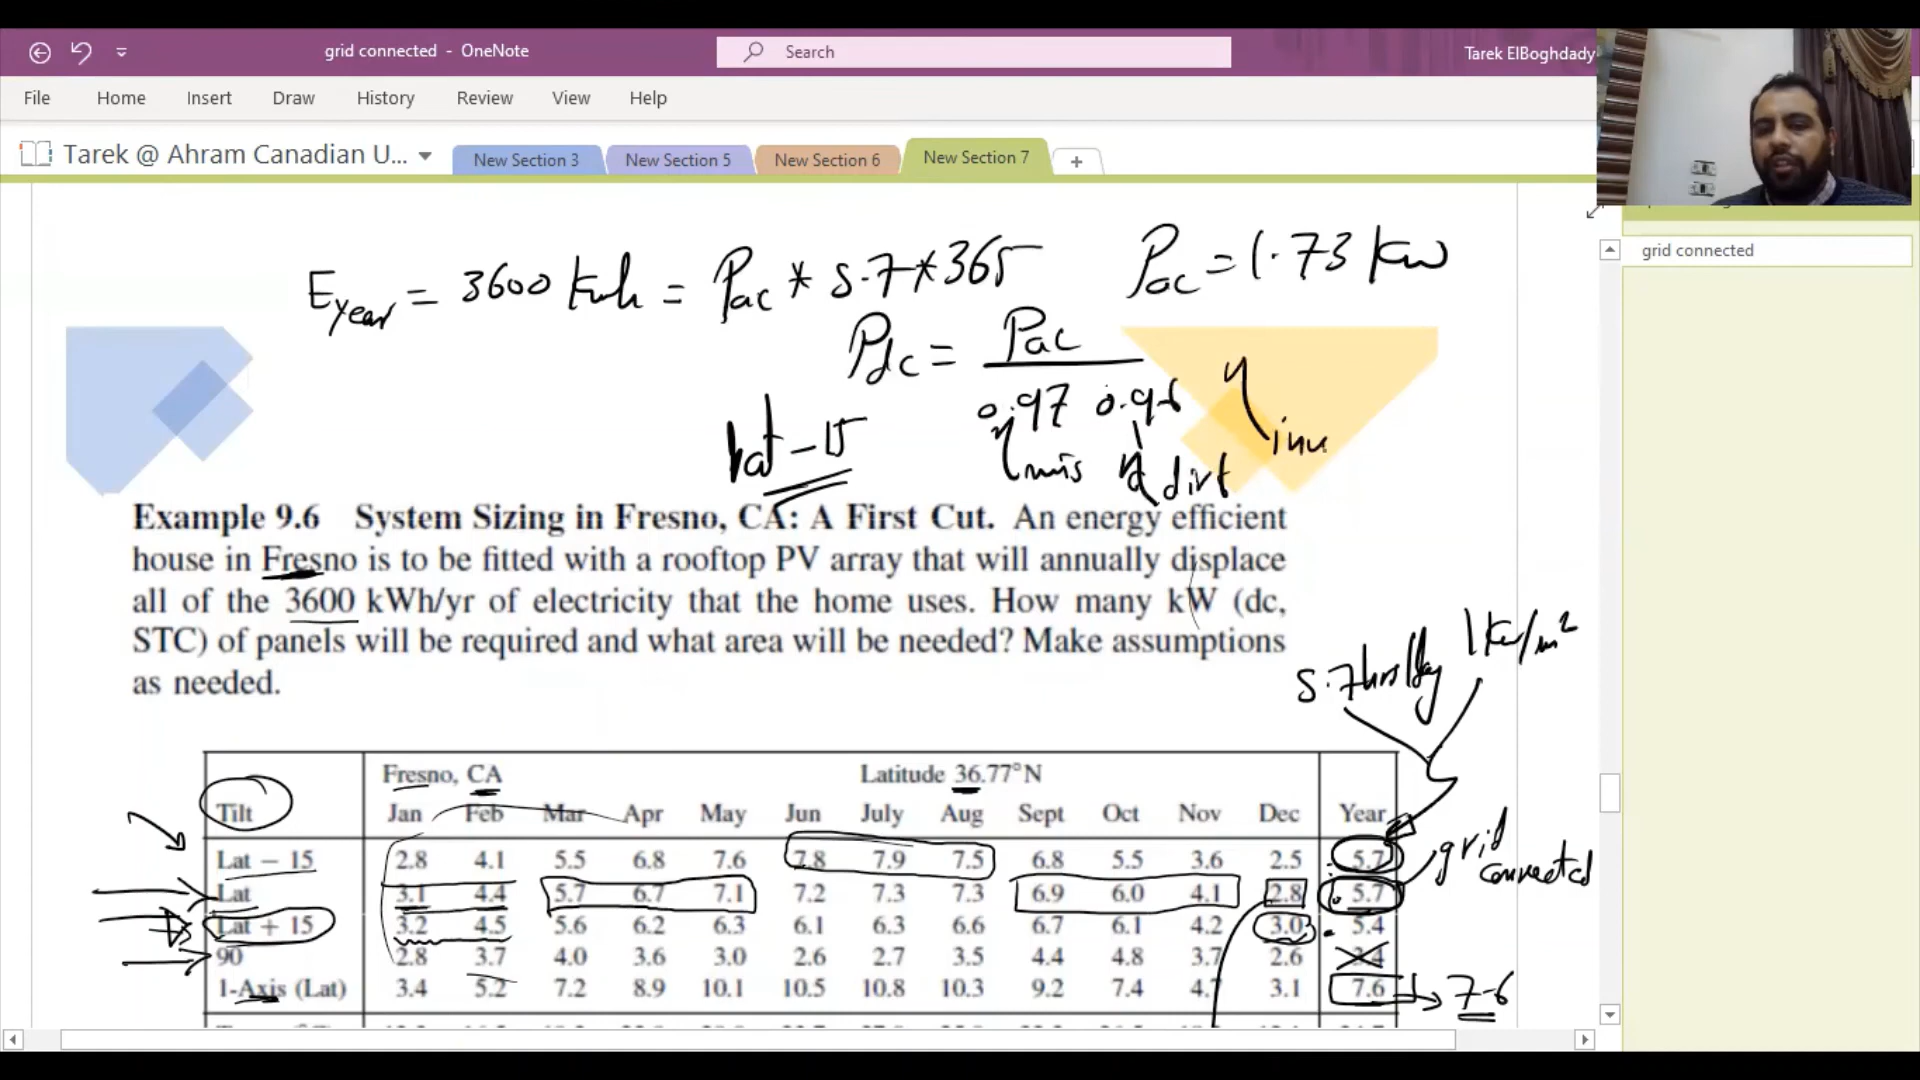 grid connected - OneNote
Search
Tarek ElBoghdady
File Home Insert Draw History Review View Help
Tarek @ Ahram Canadian U...
New Section 3 New Section 5 New Section 6 New Section 7 +
grid connected
E year = 3600 Kwh = Pac * 5.7 * 365
Pac = 1.73 Kw
Pdc = Pac
0.97 0.96 η inv
η mis η dirt
Lat - 15
Example 9.6 System Sizing in Fresno, CA: A First Cut. An energy efficient
house in Fresno is to be fitted with a rooftop PV array that will annually displace
all of the 3600 kWh/yr of electricity that the home uses. How many kW (dc,
STC) of panels will be required and what area will be needed? Make assumptions
as needed.
5.7 hrs/day 1 Kw/m²
Fresno, CA Latitude 36.77°N
Tilt Jan Feb Mar Apr May Jun July Aug Sept Oct Nov Dec Year
Lat − 15 2.8 4.1 5.5 6.8 7.6 7.8 7.9 7.5 6.8 5.5 3.6 2.5 5.7
Lat 3.1 4.4 5.7 6.7 7.1 7.2 7.3 7.3 6.9 6.0 4.1 2.8 5.7
Lat + 15 3.2 4.5 5.6 6.2 6.3 6.1 6.3 6.6 6.7 6.1 4.2 3.0 5.4
90 2.8 3.7 4.0 3.6 3.0 2.6 2.7 3.5 4.4 4.8 3.7 2.6 3.4
1-Axis (Lat) 3.4 5.2 7.2 8.9 10.1 10.5 10.8 10.3 9.2 7.4 4.7 3.1 7.6
grid
connected
7-6